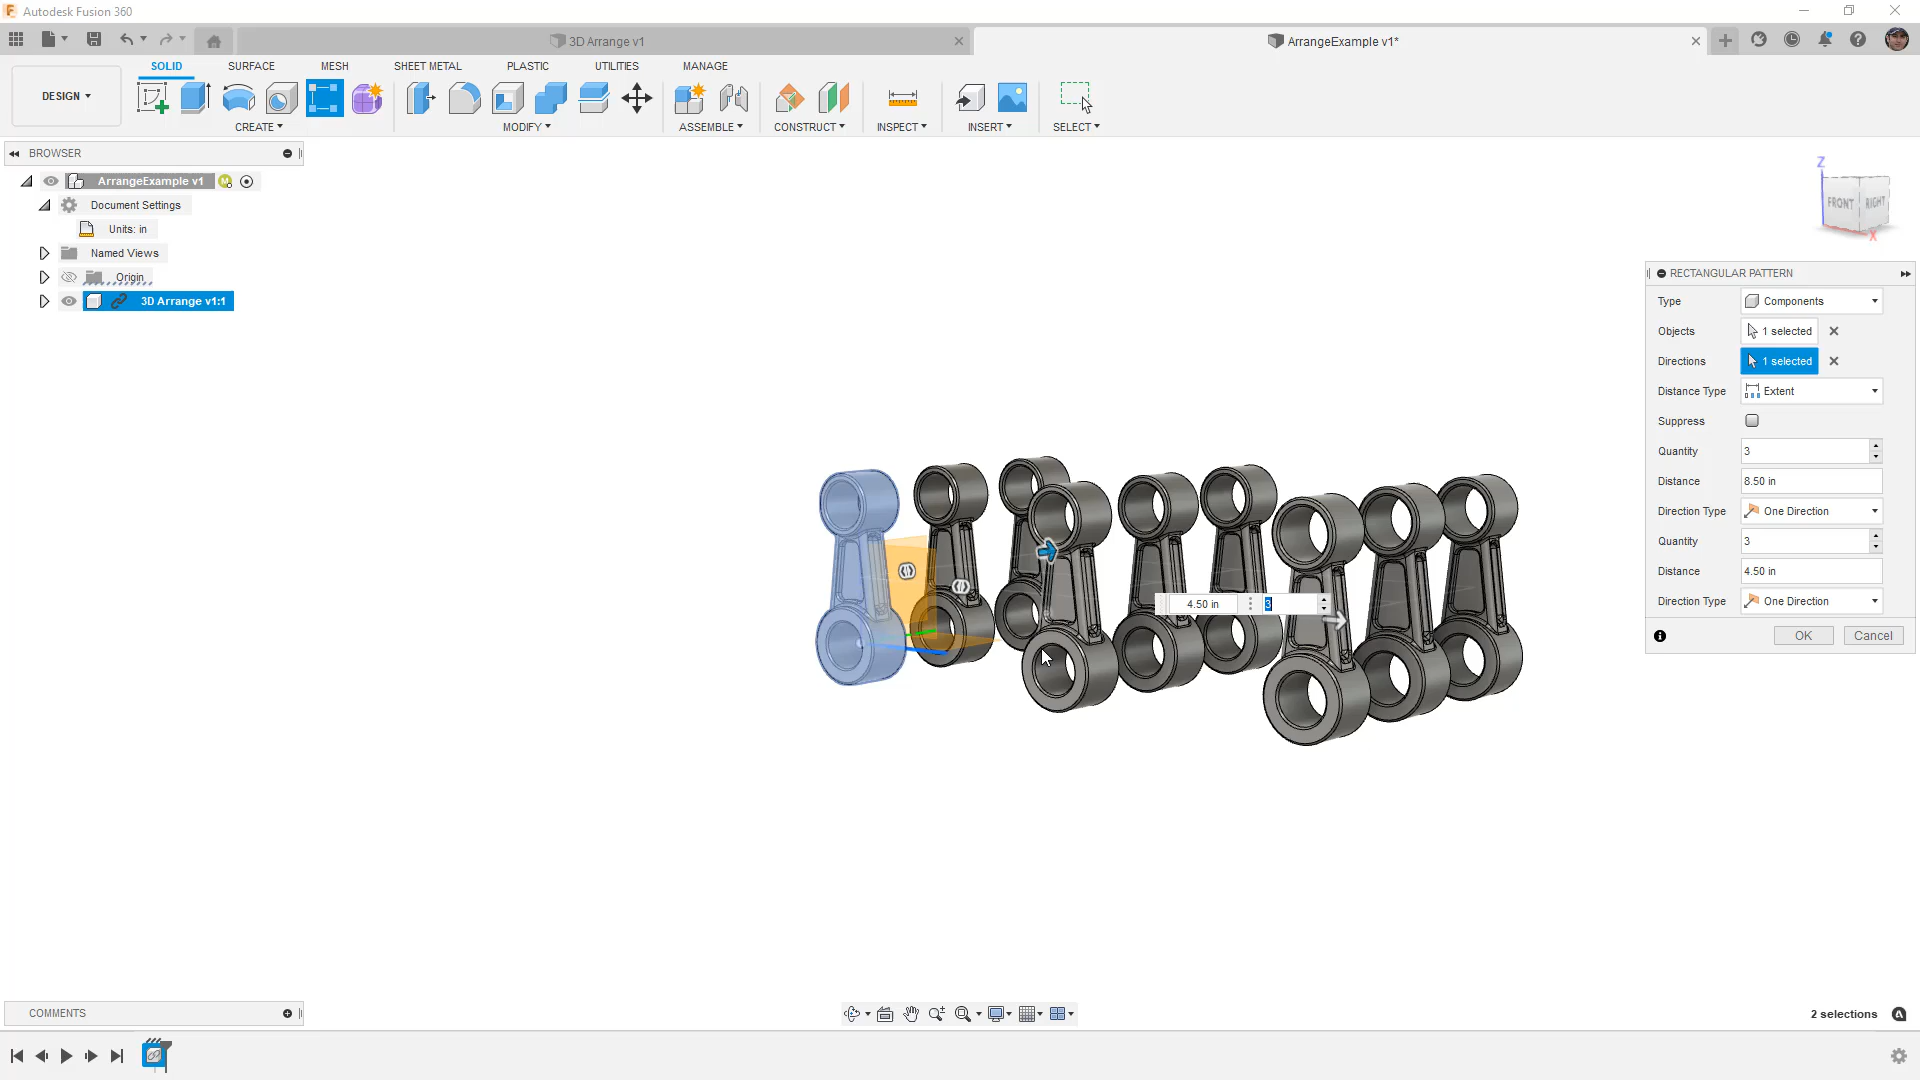 Autodesk Fusion 360
3D Arrange v1
ArrangeExample v1*
SOLID
SURFACE
MESH
SHEET METAL
PLASTIC
UTILITIES
MANAGE
DESIGN
CREATE
MODIFY
ASSEMBLE
CONSTRUCT
INSPECT
INSERT
SELECT
BROWSER
ArrangeExample v1
Document Settings
Units: in
Named Views
Origin
3D Arrange v1:1
Z
FRONT
RIGHT
X
RECTANGULAR PATTERN
Type Components
Objects 1 selected
Directions 1 selected
Distance Type Extent
Suppress
Quantity 3
Distance 8.50 in
Direction Type One Direction
Quantity 3
Distance 4.50 in
Direction Type One Direction
OK Cancel
4.50 in 3
COMMENTS
2 selections